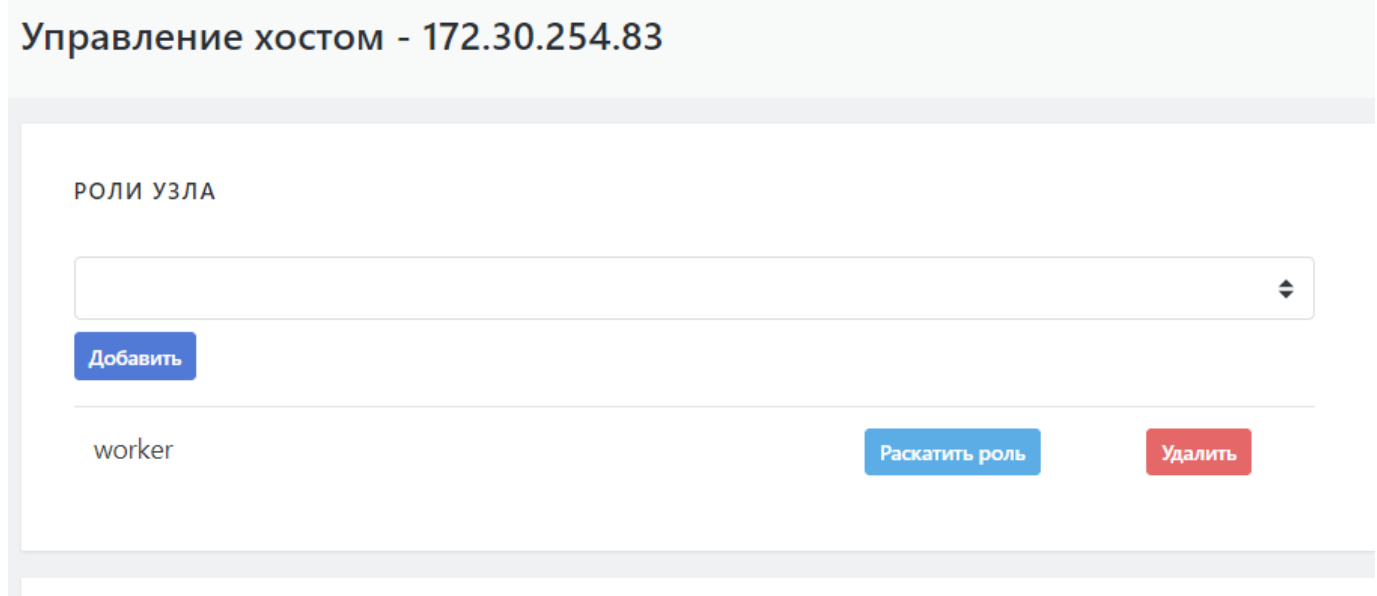 Управление хостом - 172.30.254.83
РОЛИ УЗЛА
Добавить
worker
Раскатить роль
Удалить